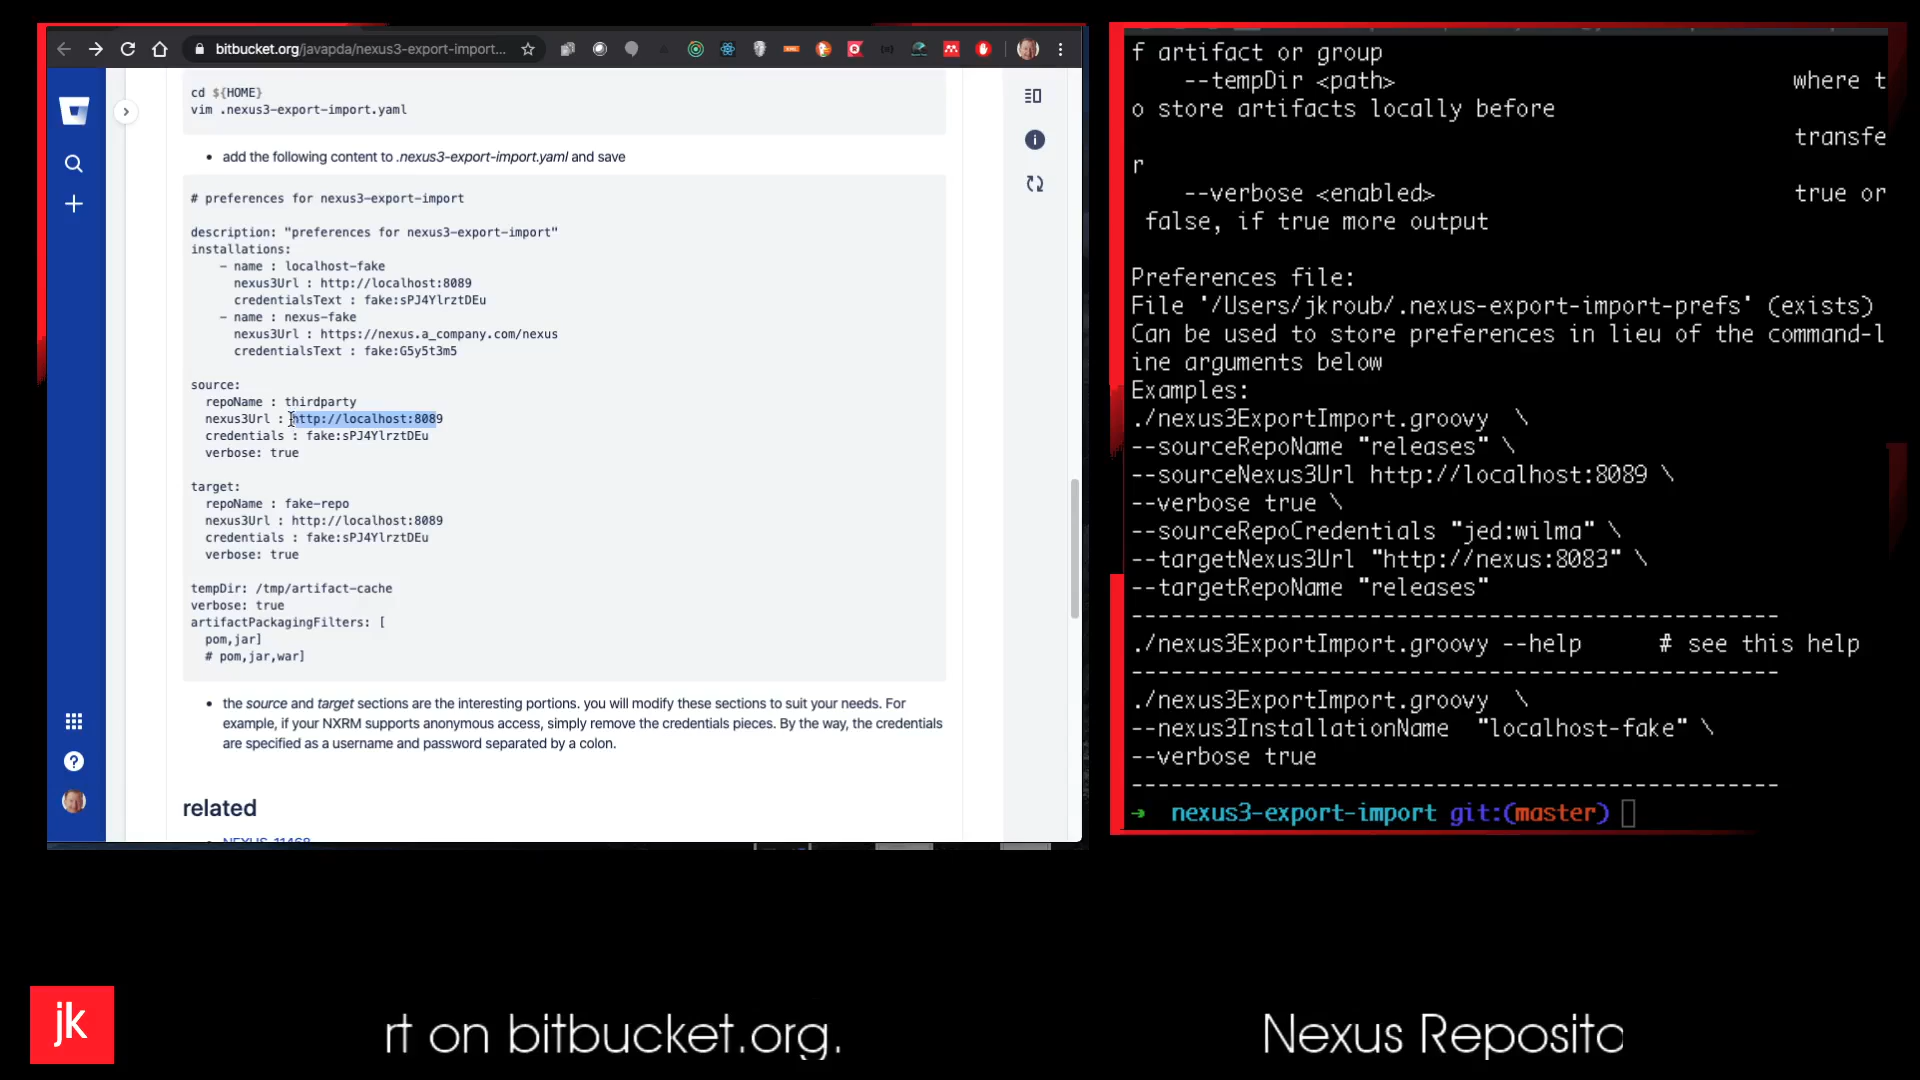 bitbucket.org/javapda/nexus3-export-import...
cd ${HOME}
vim .nexus3-export-import.yaml
• add the following content to .nexus3-export-import.yaml and save
# preferences for nexus3-export-import
description: "preferences for nexus3-export-import"
installations:
- name : localhost-fake
nexus3Url : http://localhost:8089
credentialsText : fake:sPJ4YlrztDEu
- name : nexus-fake
nexus3Url : https://nexus.a_company.com/nexus
credentialsText : fake:G5y5t3m5
source:
repoName : thirdparty
nexus3Url : http://localhost:8089
credentials : fake:sPJ4YlrztDEu
verbose: true
target:
repoName : fake-repo
nexus3Url : http://localhost:8089
credentials : fake:sPJ4YlrztDEu
verbose: true
tempDir: /tmp/artifact-cache
verbose: true
artifactPackagingFilters: [
pom,jar]
# pom,jar,war]
• the source and target sections are the interesting portions. you will modify these sections to suit your needs. For
example, if your NXRM supports anonymous access, simply remove the credentials pieces. By the way, the credentials
are specified as a username and password separated by a colon.
related
NEXUS-11468
f artifact or group
--tempDir <path> where t
o store artifacts locally before
transfe
r
--verbose <enabled> true or
false, if true more output
Preferences file:
File '/Users/jkroub/.nexus-export-import-prefs' (exists)
Can be used to store preferences in lieu of the command-l
ine arguments below
Examples:
./nexus3ExportImport.groovy \
--sourceRepoName "releases" \
--sourceNexus3Url http://localhost:8089 \
--verbose true \
--sourceRepoCredentials "jed:wilma" \
--targetNexus3Url "http://nexus:8083" \
--targetRepoName "releases"
--------------------------------------------------
./nexus3ExportImport.groovy --help # see this help
--------------------------------------------------
./nexus3ExportImport.groovy \
--nexus3InstallationName "localhost-fake" \
--verbose true
--------------------------------------------------
➜ nexus3-export-import git:(master)
jk
rt on bitbucket.org.
Nexus Reposito